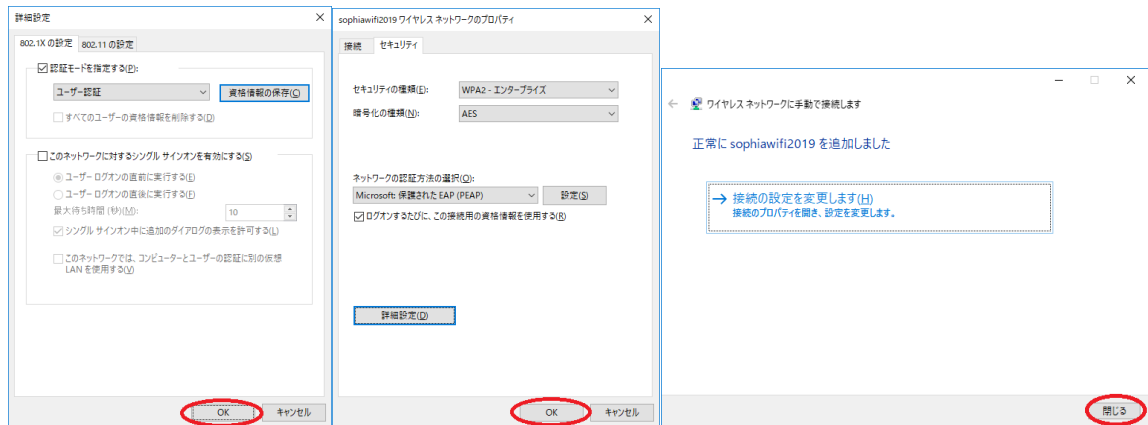 詳細設定
802.1X の設定
802.11 の設定
認証モードを指定する(P):
ユーザー認証
資格情報の保存(C)
すべてのユーザーの資格情報を削除する(D)
このネットワークに対するシングル サインオンを有効にする(S)
ユーザー ログオンの直前に実行する(E)
ユーザー ログオンの直後に実行する(F)
最大待ち時間 (秒)(M):
10
シングル サインオン中に追加のダイアログの表示を許可する(L)
このネットワークでは、コンピューターとユーザーの認証に別の仮想
LAN を使用する(V)
OK
キャンセル
sophiawifi2019 ワイヤレス ネットワークのプロパティ
接続
セキュリティ
セキュリティの種類(E):
WPA2 - エンタープライズ
暗号化の種類(N):
AES
ネットワークの認証方法の選択(O):
Microsoft: 保護された EAP (PEAP)
設定(S)
ログオンするたびに、この接続用の資格情報を使用する(R)
詳細設定(D)
OK
キャンセル
ワイヤレス ネットワークに手動で接続します
正常に sophiawifi2019 を追加しました
接続の設定を変更します(H)
接続のプロパティを開き、設定を変更します。
閉じる